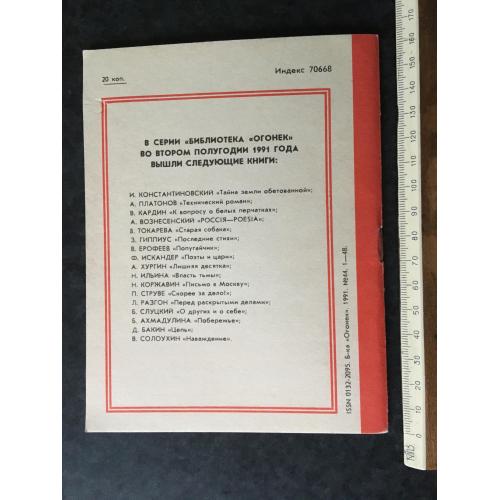 20 коп.
Индекс 70668
В СЕРИИ «БИБЛИОТЕКА «ОГОНЕК»
ВО ВТОРОМ ПОЛУГОДИИ 1991 ГОДА
ВЫШЛИ СЛЕДУЮЩИЕ КНИГИ:
И. КОНСТАНТИНОВСКИЙ «Тайна земли обетованной»;
А. ПЛАТОНОВ «Технический роман»;
В. КАРДИН «К вопросу о белых перчатках»;
А. ВОЗНЕСЕНСКИЙ «РОССIЯ—POESIA»;
В. ТОКАРЕВА «Старая собака»;
З. ГИППИУС «Последние стихи»;
В. ЕРОФЕЕВ «Попугайчик»;
Ф. ИСКАНДЕР «Поэты и цари»;
А. ХУРГИН «Лишняя десятка»;
Н. ИЛЬИНА «Власть тьмы»;
Н. КОРЖАВИН «Письмо в Москву»;
П. СТРУВЕ «Скорее за дело!»;
Л. РАЗГОН «Перед раскрытыми делами»;
Б. СЛУЦКИЙ «О других и о себе»;
Б. АХМАДУЛИНА «Побережье»;
Д. БАКИН «Цепь»;
В. СОЛОУХИН «Наваждение».
ISSN 0132-2095. Б-ка «Огонек». 1991. №44. 1—48.